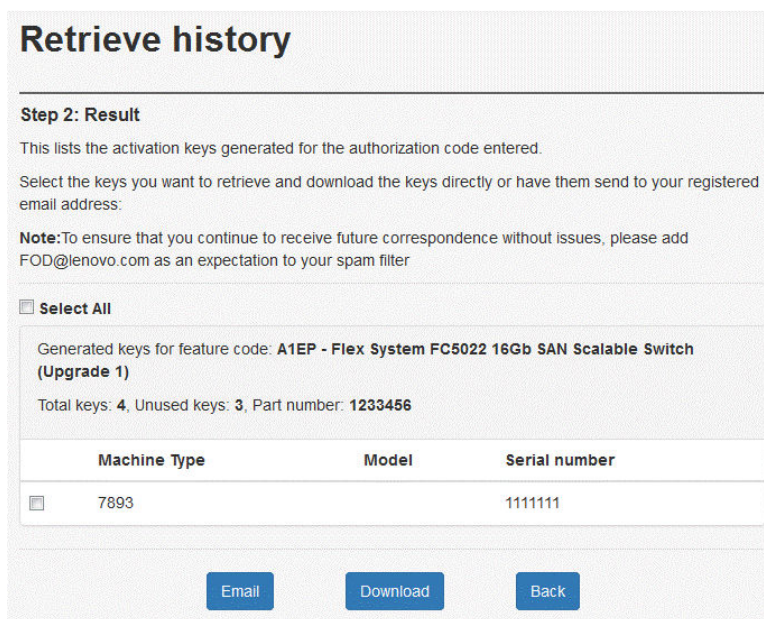 Retrieve history
Step 2: Result
This lists the activation keys generated for the authorization code entered.
Select the keys you want to retrieve and download the keys directly or have them send to your registered
email address:
Note:To ensure that you continue to receive future correspondence without issues, please add
FOD@lenovo.com as an expectation to your spam filter
Select All
Generated keys for feature code: A1EP - Flex System FC5022 16Gb SAN Scalable Switch
(Upgrade 1)
Total keys: 4, Unused keys: 3, Part number: 1233456
Machine Type Model Serial number
7893 1111111
Email Download Back